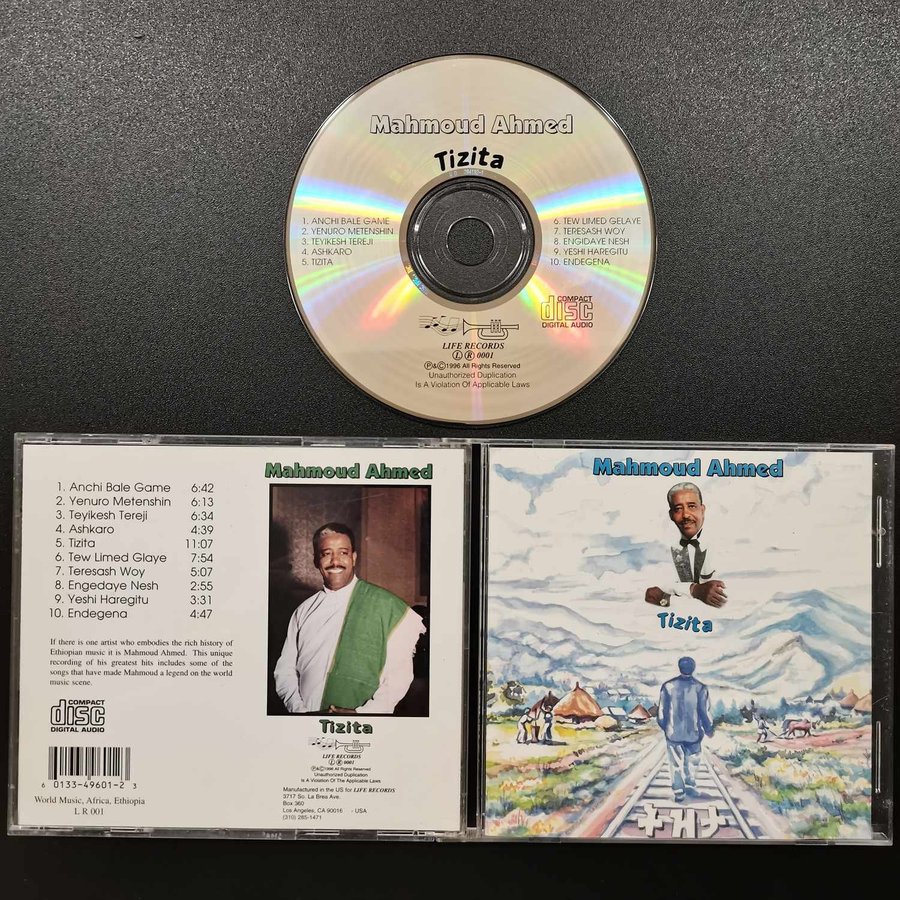 Mahmoud Ahmed
Tizita
1. ANCHI BALE GAME
2. YENURO METENSHIN
3. TEYIKESH TEREJI
4. ASHKARO
5. TIZITA
6. TEW LIMED GELAYE
7. TERESASH WOY
8. ENGIDAYE NESH
9. YESHI HAREGITU
10. ENDEGENA
COMPACT
disc
DIGITAL AUDIO
LIFE RECORDS
Ⓛ Ⓡ 0001
Ⓟ&©1996 All Rights Reserved
Unauthorized Duplication
Is A Violation Of Applicable Laws
1. Anchi Bale Game 6:42
2. Yenuro Metenshin 6:13
3. Teyikesh Tereji 6:34
4. Ashkaro 4:39
5. Tizita 11:07
6. Tew Limed Glaye 7:54
7. Teresash Woy 5:07
8. Engedaye Nesh 2:55
9. Yeshi Haregitu 3:31
10. Endegena 4:47
If there is one artist who embodies the rich history of
Ethiopian music it is Mahmoud Ahmed. This unique
recording of his greatest hits includes some of the
songs that have made Mahmoud a legend on the world
music scene.
COMPACT
disc
DIGITAL AUDIO
6 0133-49601-2 3
World Music, Africa, Ethiopia
L R 001
Mahmoud Ahmed
Tizita
LIFE RECORDS
Ⓛ Ⓡ 0001
Ⓟ&©1996 All Rights Reserved
Unauthorized Duplication
Is A Violation Of The Applicable Laws
Manufactured in the US for LIFE RECORDS
3717 So. La Brea Ave.
Box 360
Los Angeles, CA 90016 - USA
(310) 285-1471
Mahmoud Ahmed
Tizita
ትዝታ